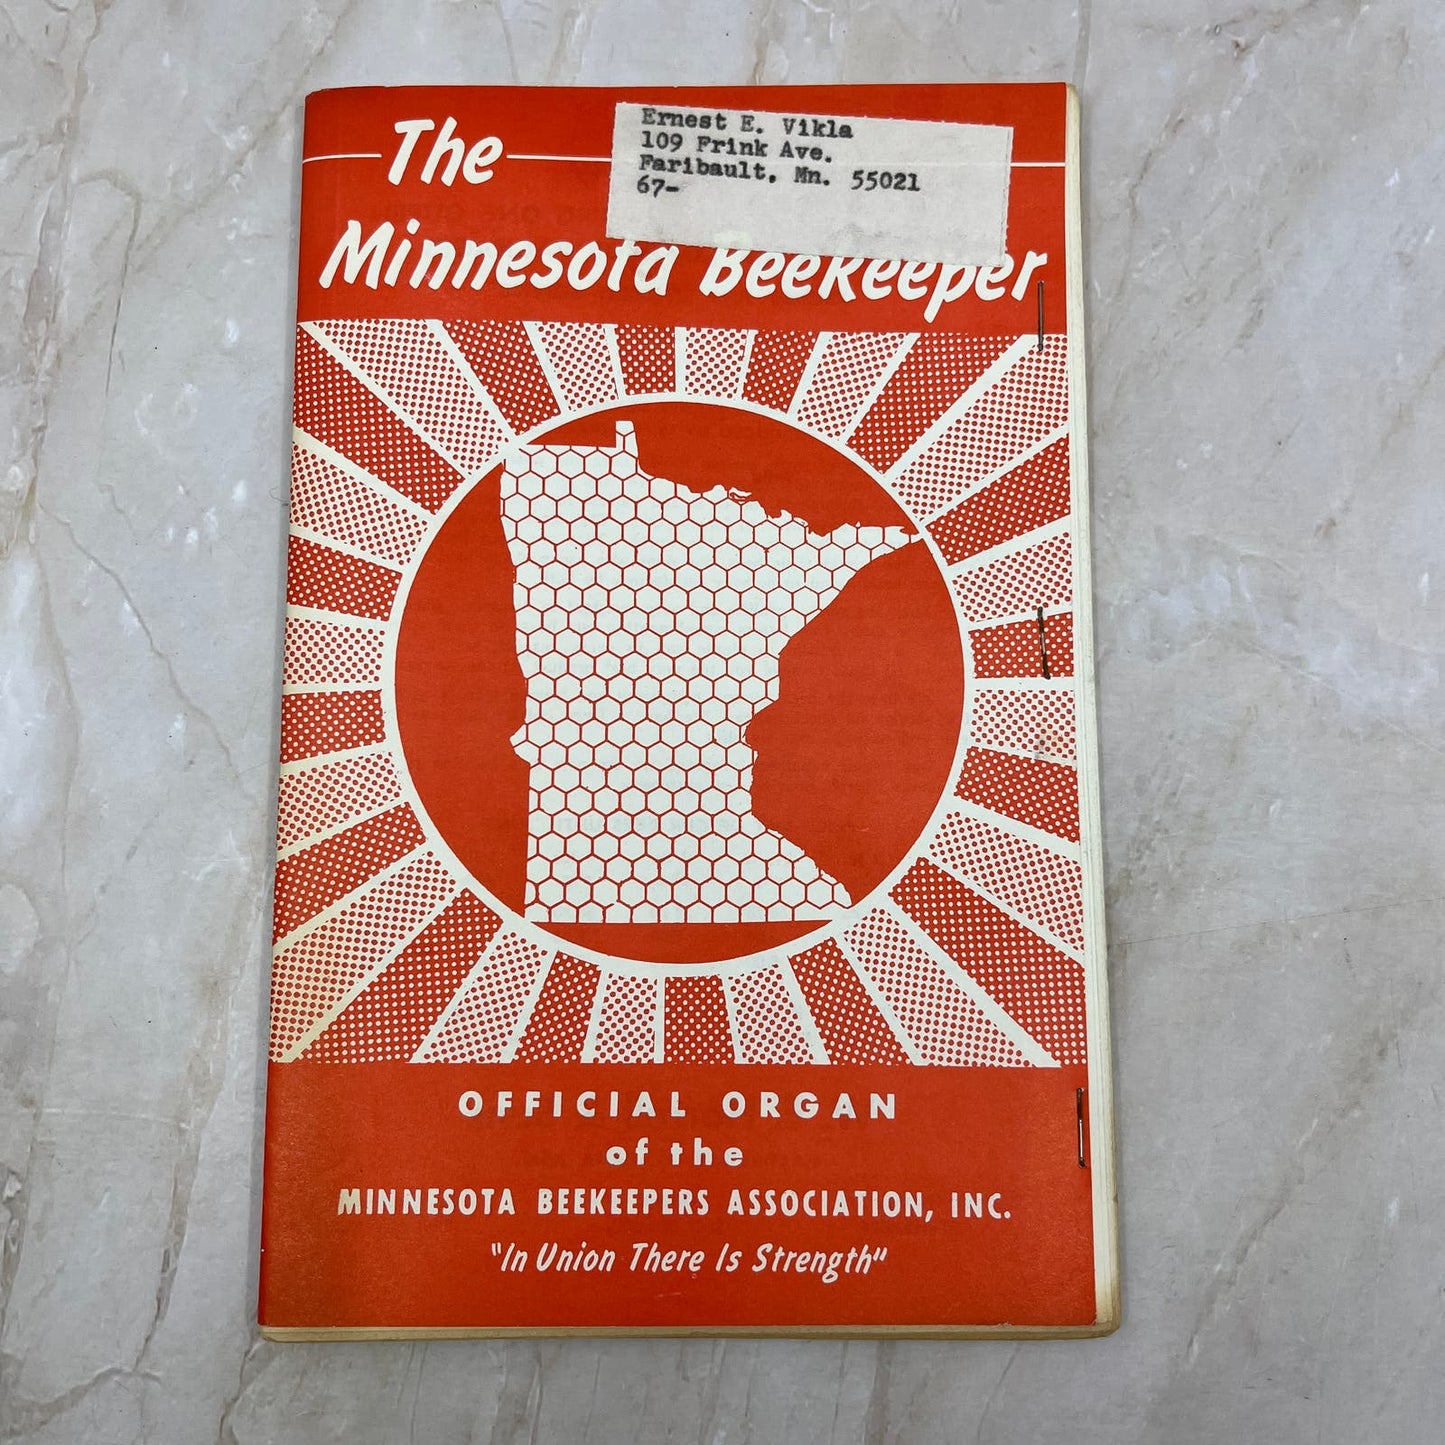 The
Minnesota Beekeeper
Ernest E. Vikla
109 Frink Ave.
Faribault, Mn. 55021
67-
OFFICIAL ORGAN
of the
MINNESOTA BEEKEEPERS ASSOCIATION, INC.
"In Union There Is Strength"